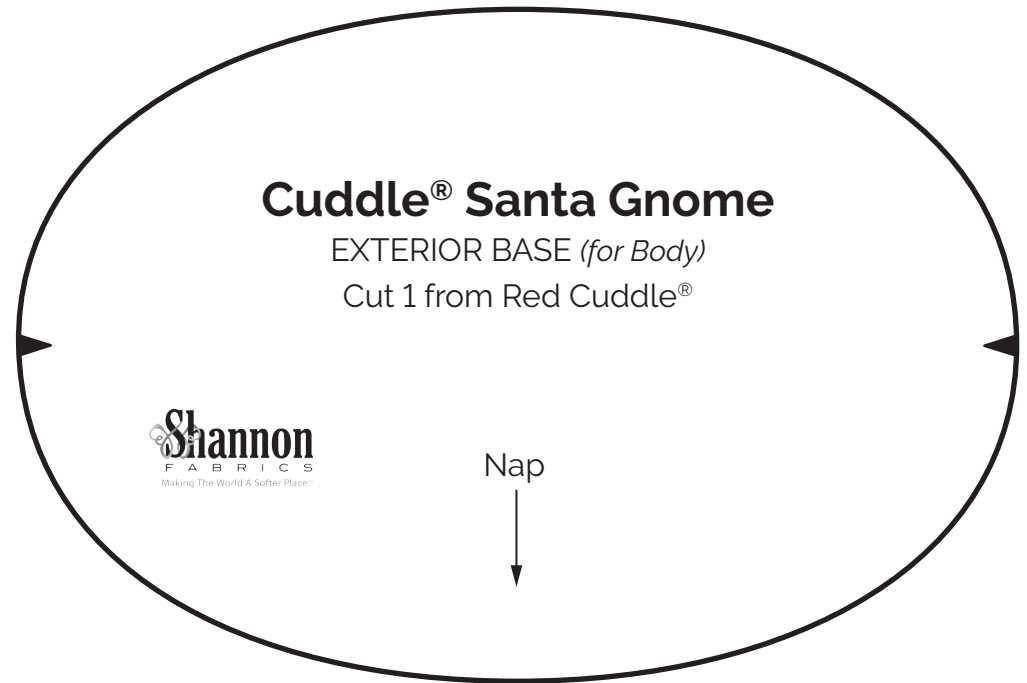 Cuddle® Santa Gnome
EXTERIOR BASE (for Body)
Cut 1 from Red Cuddle®
Shannon
FABRICS
Making The World A Softer Place™
Nap